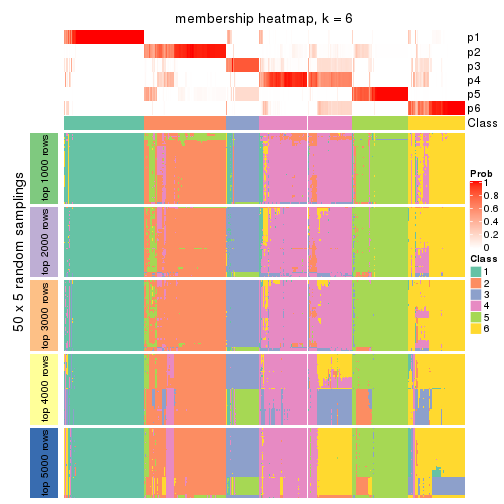 membership heatmap, k = 6
p1
p2
p3
p4
p5
p6
Class
50 x 5 random samplings
top 1000 rows
top 2000 rows
top 3000 rows
top 4000 rows
top 5000 rows
Prob
1
0.8
0.6
0.4
0.2
0
Class
1
2
3
4
5
6